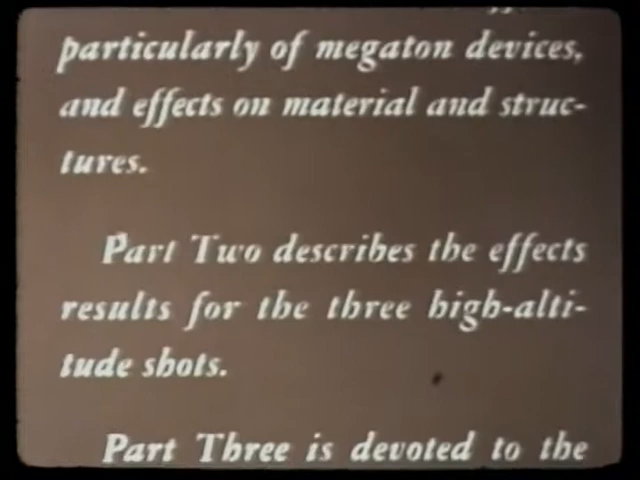 particularly of megaton devices,
and effects on material and struc-
tures.
Part Two describes the effects
results for the three high-alti-
tude shots.
Part Three is devoted to the